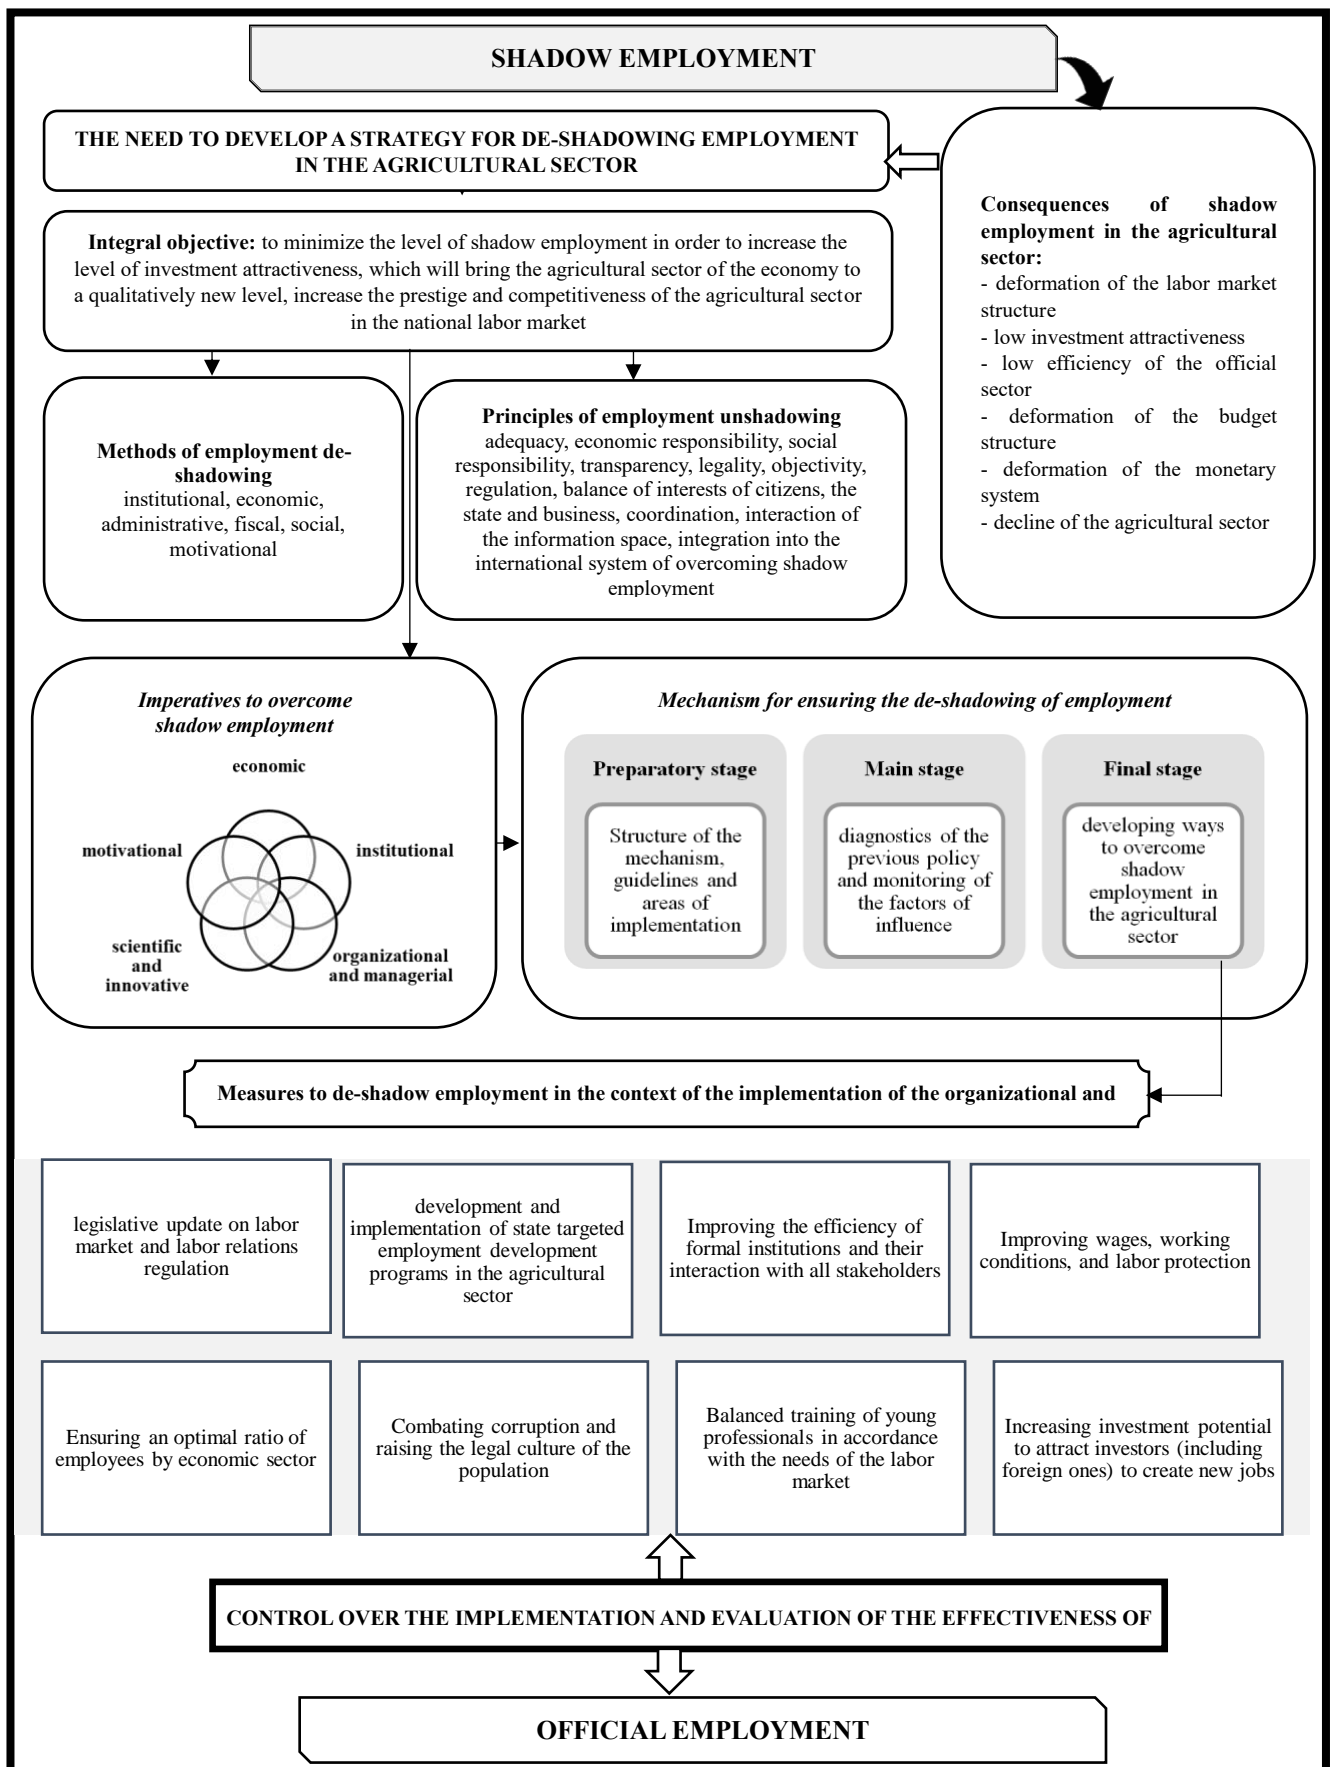 SHADOW EMPLOYMENT
THE NEED TO DEVELOP A STRATEGY FOR DE-SHADOWING EMPLOYMENT
IN THE AGRICULTURAL SECTOR
Consequences of shadow
employment in the agricultural
sector:
- deformation of the labor market
structure
- low investment attractiveness
- low efficiency of the official
sector
- deformation of the budget
structure
- deformation of the monetary
system
- decline of the agricultural sector
Integral objective: to minimize the level of shadow employment in order to increase the
level of investment attractiveness, which will bring the agricultural sector of the economy to
a qualitatively new level, increase the prestige and competitiveness of the agricultural sector
in the national labor market
Methods of employment de-
shadowing
institutional, economic,
administrative, fiscal, social,
motivational
Principles of employment unshadowing
adequacy, economic responsibility, social
responsibility, transparency, legality, objectivity,
regulation, balance of interests of citizens, the
state and business, coordination, interaction of
the information space, integration into the
international system of overcoming shadow
employment
Imperatives to overcome
shadow employment
economic
motivational
institutional
scientific
and
innovative
organizational
and managerial
Mechanism for ensuring the de-shadowing of employment
Preparatory stage
Structure of the
mechanism,
guidelines and
areas of
implementation
Main stage
diagnostics of the
previous policy
and monitoring of
the factors of
influence
Final stage
developing ways
to overcome
shadow
employment in
the agricultural
sector
Measures to de-shadow employment in the context of the implementation of the organizational and
legislative update on labor
market and labor relations
regulation
development and
implementation of state targeted
employment development
programs in the agricultural
sector
Improving the efficiency of
formal institutions and their
interaction with all stakeholders
Improving wages, working
conditions, and labor protection
Ensuring an optimal ratio of
employees by economic sector
Combating corruption and
raising the legal culture of the
population
Balanced training of young
professionals in accordance
with the needs of the labor
market
Increasing investment potential
to attract investors (including
foreign ones) to create new jobs
CONTROL OVER THE IMPLEMENTATION AND EVALUATION OF THE EFFECTIVENESS OF
OFFICIAL EMPLOYMENT